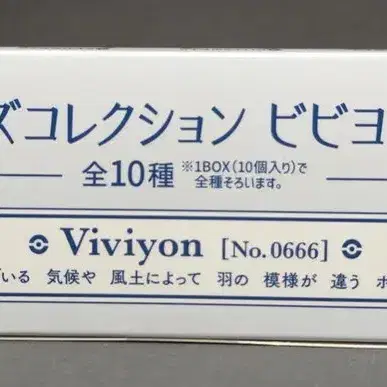 ズコレクション ビビヨ
全10種 ※1BOX(10個入り)で
全種そろいます。
Viviyon [No.0666]
いる 気候や 風土によって 羽の 模様が 違う ポ